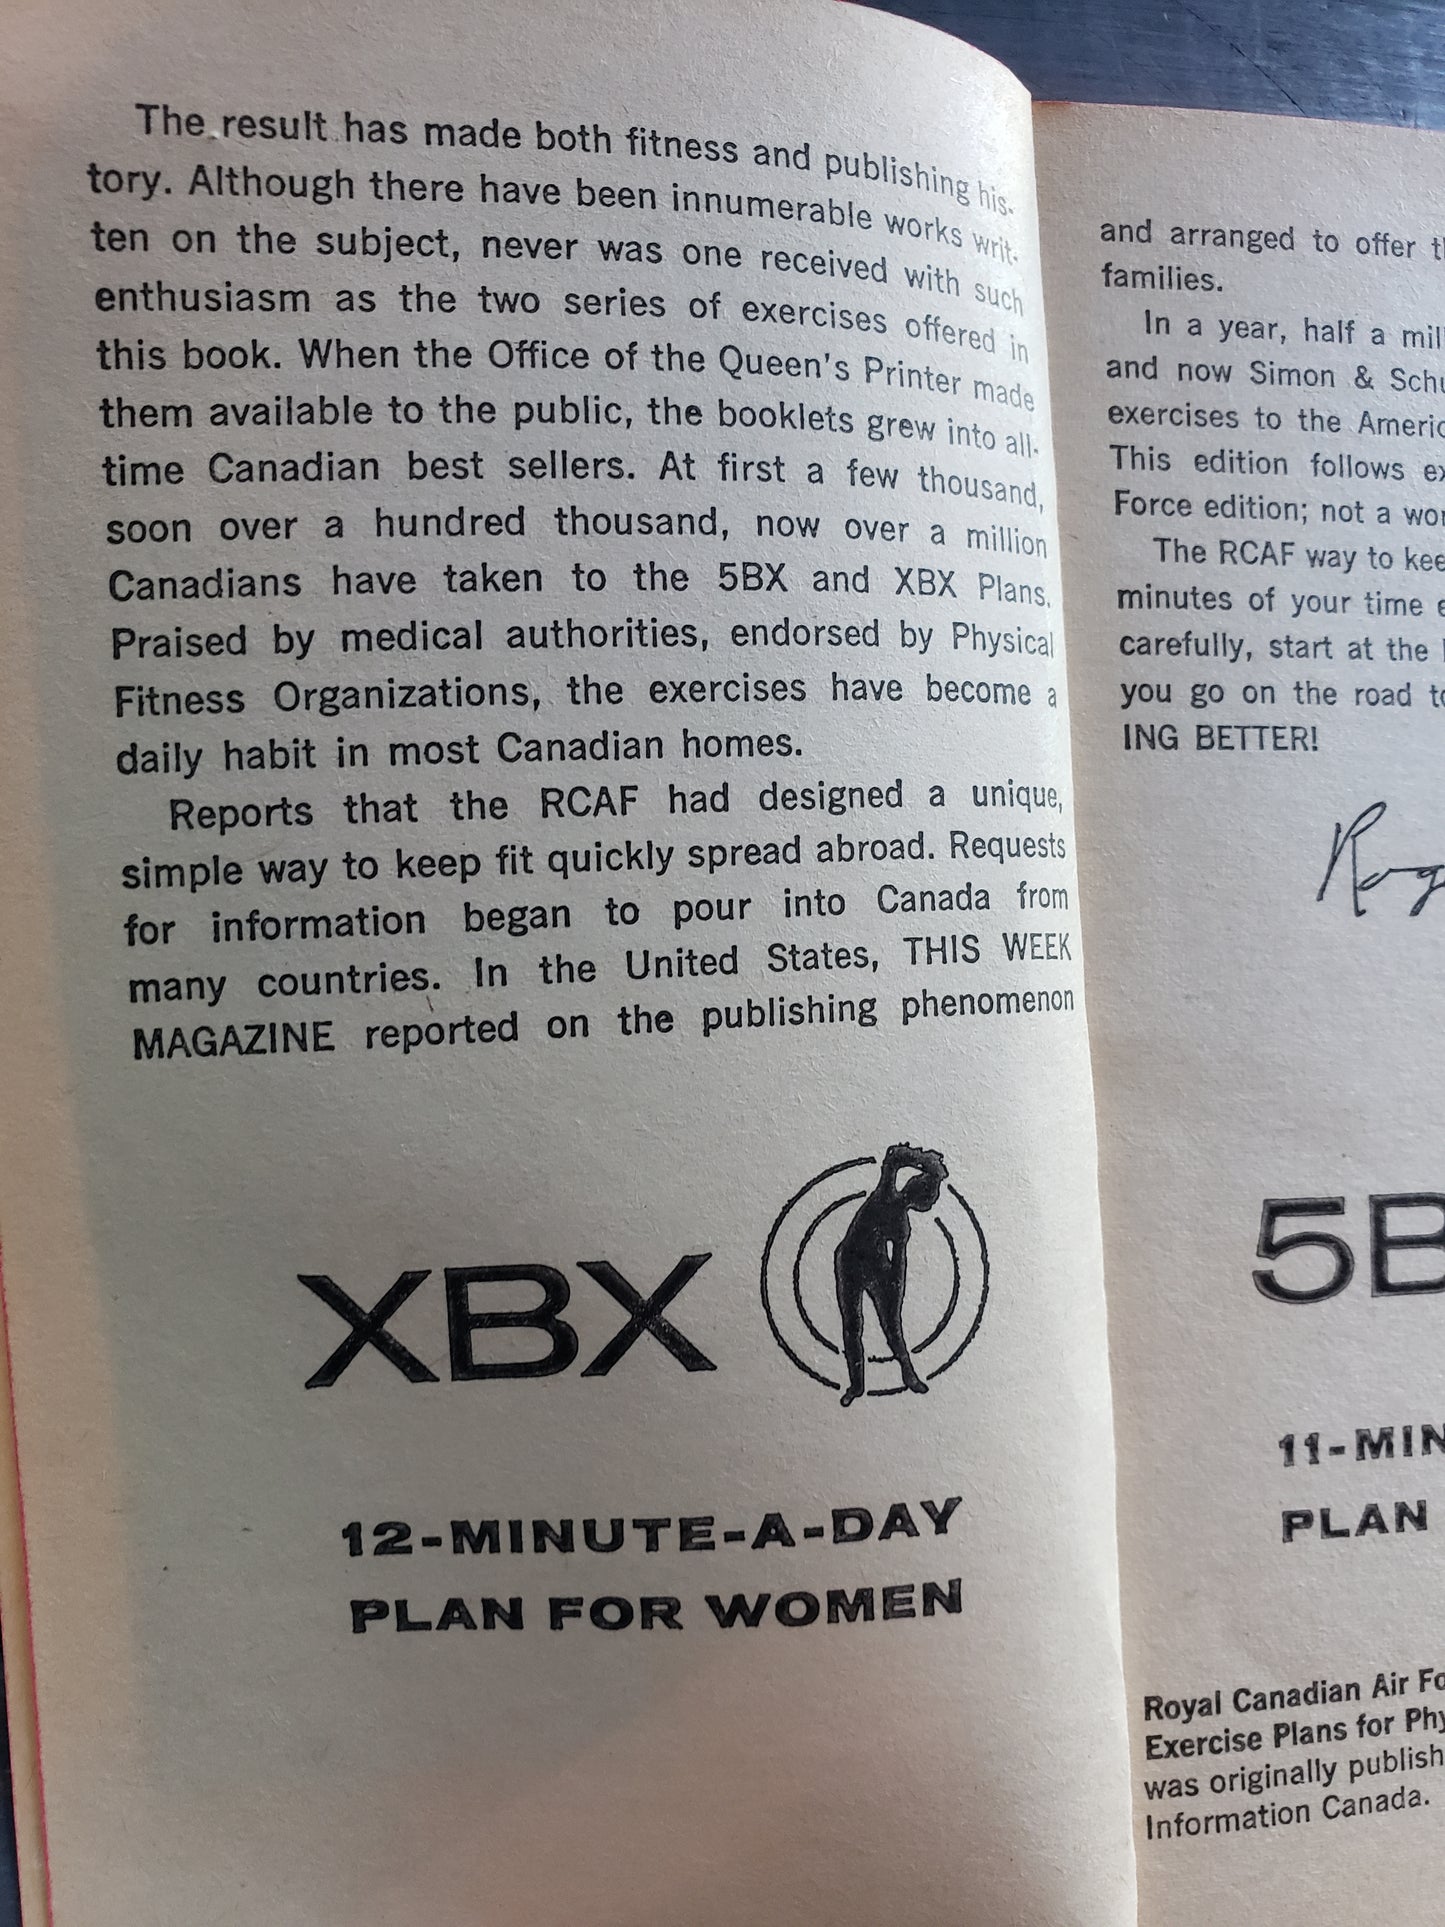 The result has made both fitness and publishing his-
tory. Although there have been innumerable works writ-
ten on the subject, never was one received with such
enthusiasm as the two series of exercises offered in
this book. When the Office of the Queen's Printer made
them available to the public, the booklets grew into all-
time Canadian best sellers. At first a few thousand,
soon over a hundred thousand, now over a million
Canadians have taken to the 5BX and XBX Plans.
Praised by medical authorities, endorsed by Physical
Fitness Organizations, the exercises have become a
daily habit in most Canadian homes.
Reports that the RCAF had designed a unique,
simple way to keep fit quickly spread abroad. Requests
for information began to pour into Canada from
many countries. In the United States, THIS WEEK
MAGAZINE reported on the publishing phenomenon
XBX
12-MINUTE-A-DAY
PLAN FOR WOMEN
and arranged to offer
families.
In a year, half a
and now Simon &
exercises to the
This edition follows
Force edition; not a
The RCAF way to
minutes of your time
carefully, start at the
you go on the road
ING BETTER!
5B
11-MIN
PLAN
Royal Canadian Air
Exercise Plans for
was originally
Information Canada.